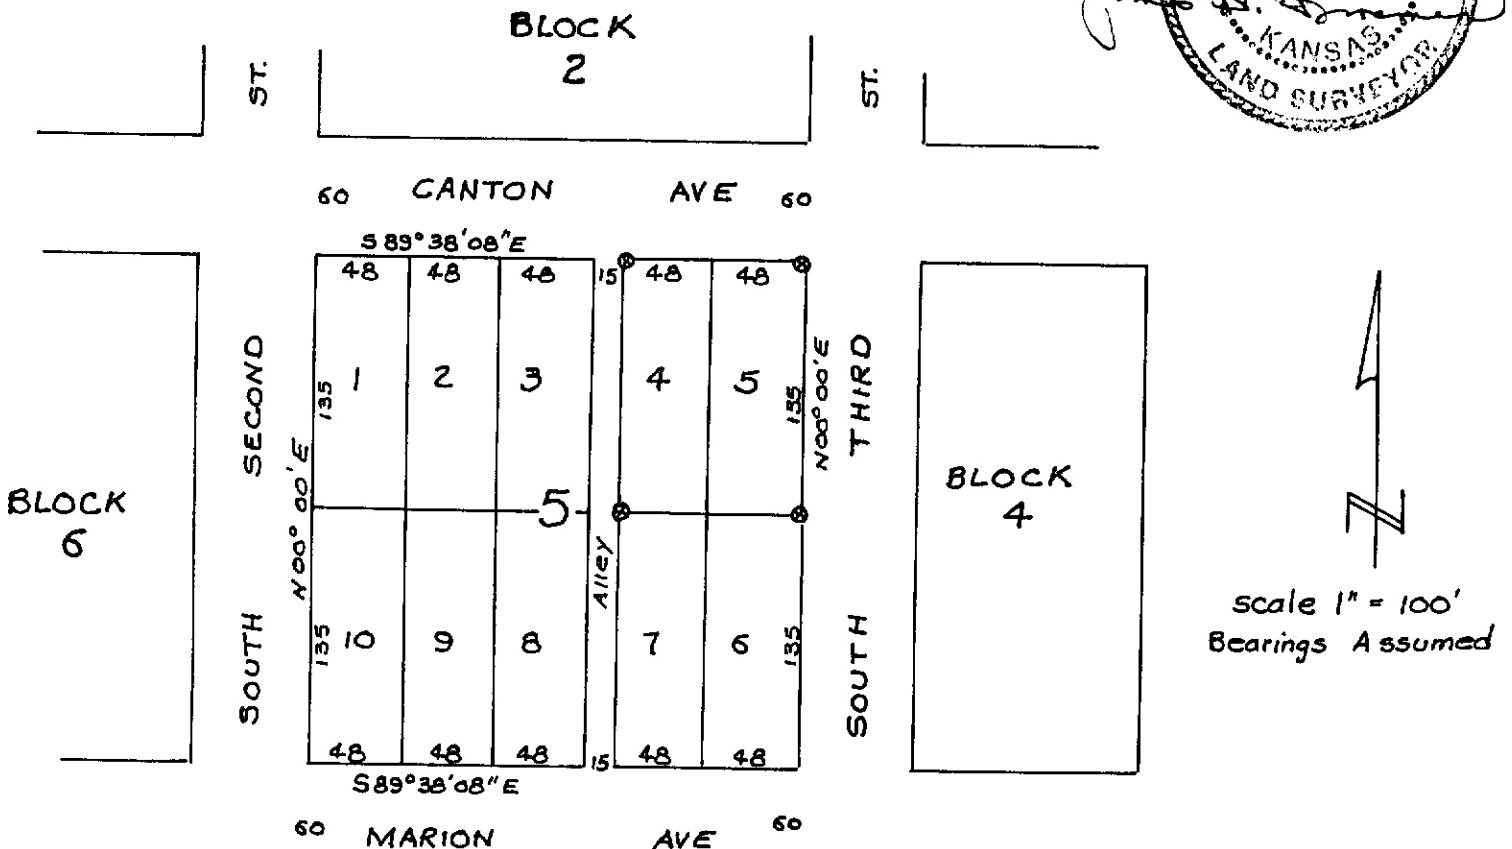 BLOCK
2
KANSAS
LAND SURVEYOR
ST.
ST.
60 CANTON AVE 60
S 89° 38' 08" E
48 48 48 15 48 48
SOUTH SECOND
N00° 00' E
135
1 2 3 4 5
135
N00° 00' E
SOUTH THIRD
BLOCK
6
5
BLOCK
4
Alley
135
10 9 8 7 6
135
scale 1" = 100'
Bearings Assumed
N
48 48 48 15 48 48
S 89° 38' 08" E
60 MARION AVE 60